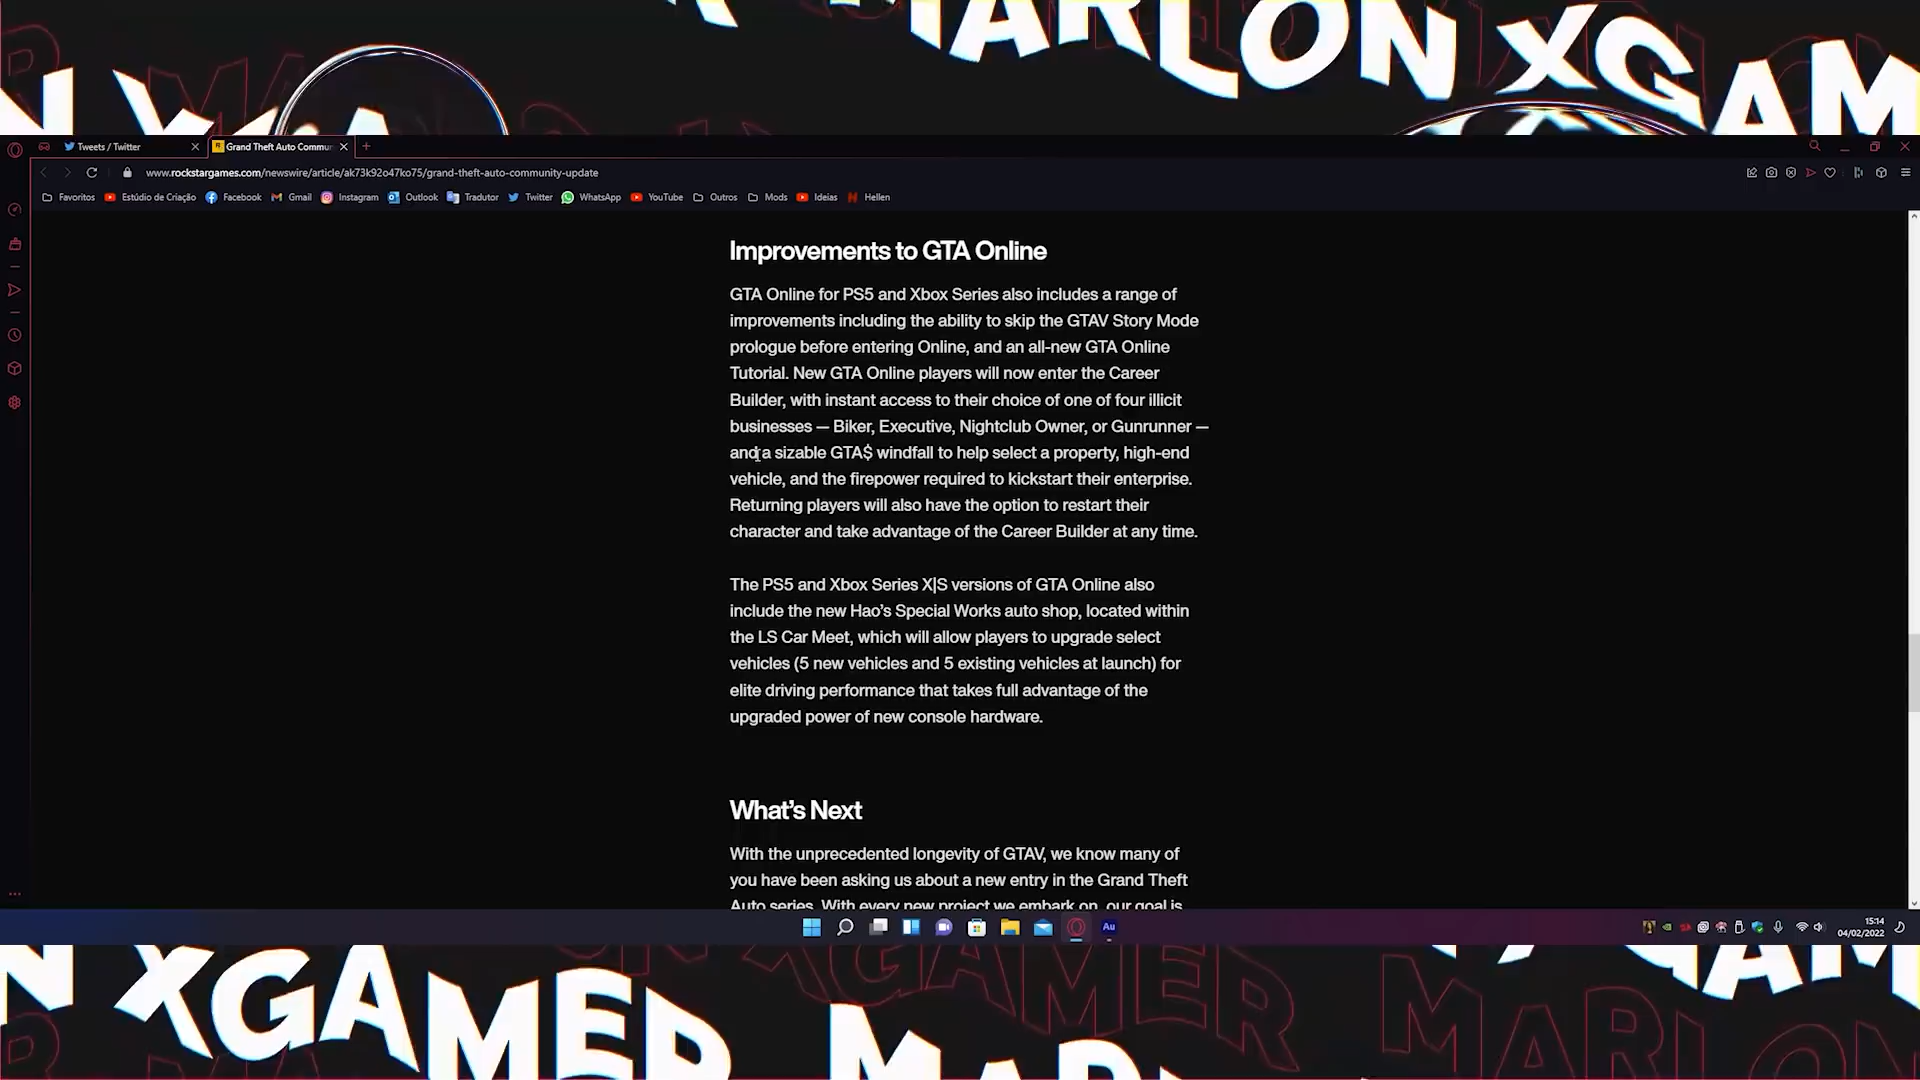 MARLON XGAM
Tweets / Twitter
Grand Theft Auto Commun
www.rockstargames.com/newswire/article/ak73k92o47ko75/grand-theft-auto-community-update
Favoritos Estúdio de Criação Facebook Gmail Instagram Outlook Tradutor Twitter WhatsApp YouTube Outros Mods Ideias Hellen
Improvements to GTA Online
GTA Online for PS5 and Xbox Series also includes a range of
improvements including the ability to skip the GTAV Story Mode
prologue before entering Online, and an all-new GTA Online
Tutorial. New GTA Online players will now enter the Career
Builder, with instant access to their choice of one of four illicit
businesses — Biker, Executive, Nightclub Owner, or Gunrunner —
and a sizable GTA$ windfall to help select a property, high-end
vehicle, and the firepower required to kickstart their enterprise.
Returning players will also have the option to restart their
character and take advantage of the Career Builder at any time.
The PS5 and Xbox Series X|S versions of GTA Online also
include the new Hao's Special Works auto shop, located within
the LS Car Meet, which will allow players to upgrade select
vehicles (5 new vehicles and 5 existing vehicles at launch) for
elite driving performance that takes full advantage of the
upgraded power of new console hardware.
What's Next
With the unprecedented longevity of GTAV, we know many of
you have been asking us about a new entry in the Grand Theft
Auto series. With every new project we embark on, our goal is
Au
15:14
04/02/2022
N XGAMER MARLON